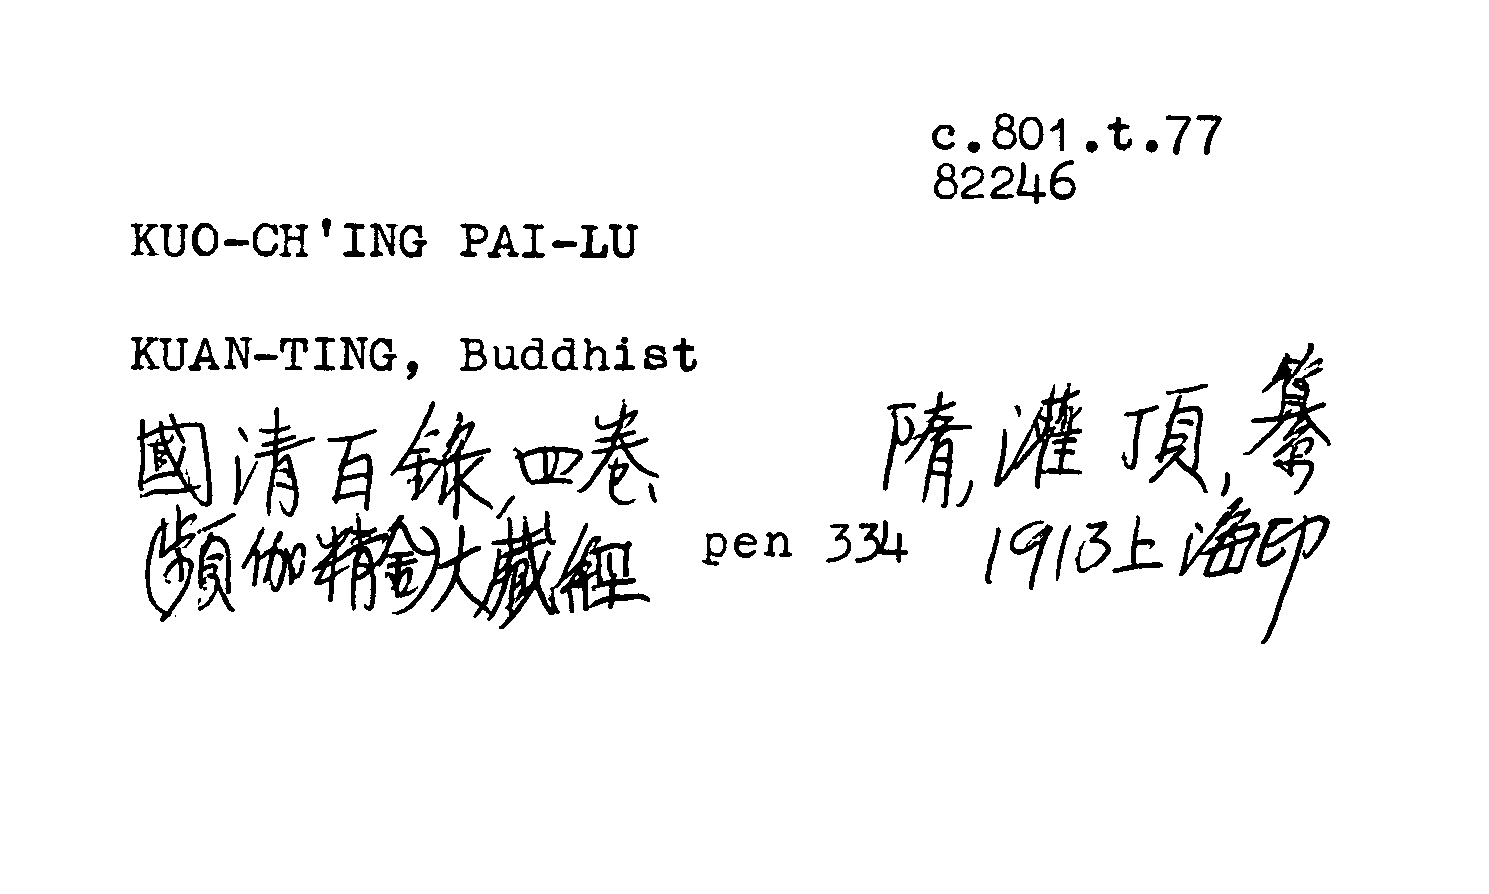 c.801.t.77
82246
KUO-CH'ING PAI-LU
KUAN-TING, Buddhist
國清百錄,四卷、 隋,灌頂,纂
(頻伽精舍)大藏經 pen 334 1913上海印